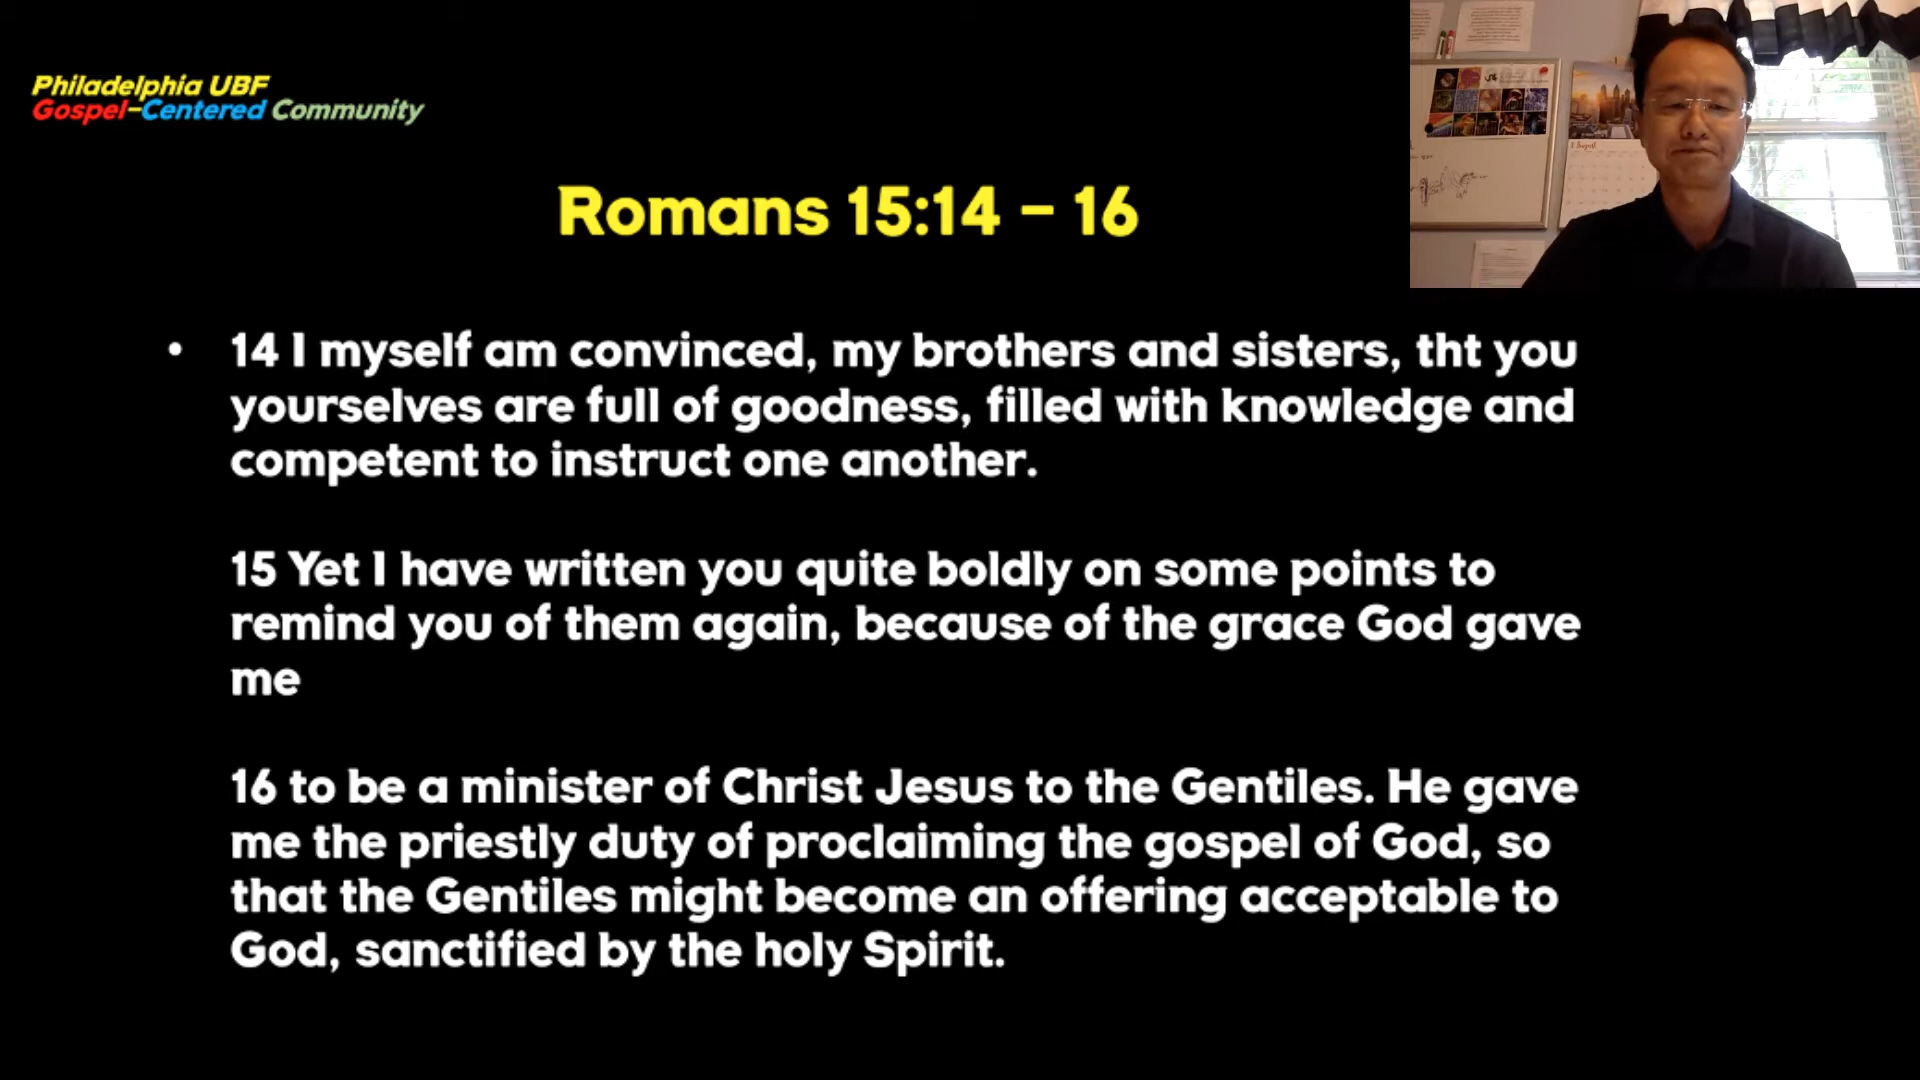 Philadelphia UBF
Gospel-Centered Community
Romans 15:14 – 16
• 14 I myself am convinced, my brothers and sisters, tht you
yourselves are full of goodness, filled with knowledge and
competent to instruct one another.
15 Yet I have written you quite boldly on some points to
remind you of them again, because of the grace God gave
me
16 to be a minister of Christ Jesus to the Gentiles. He gave
me the priestly duty of proclaiming the gospel of God, so
that the Gentiles might become an offering acceptable to
God, sanctified by the holy Spirit.
August